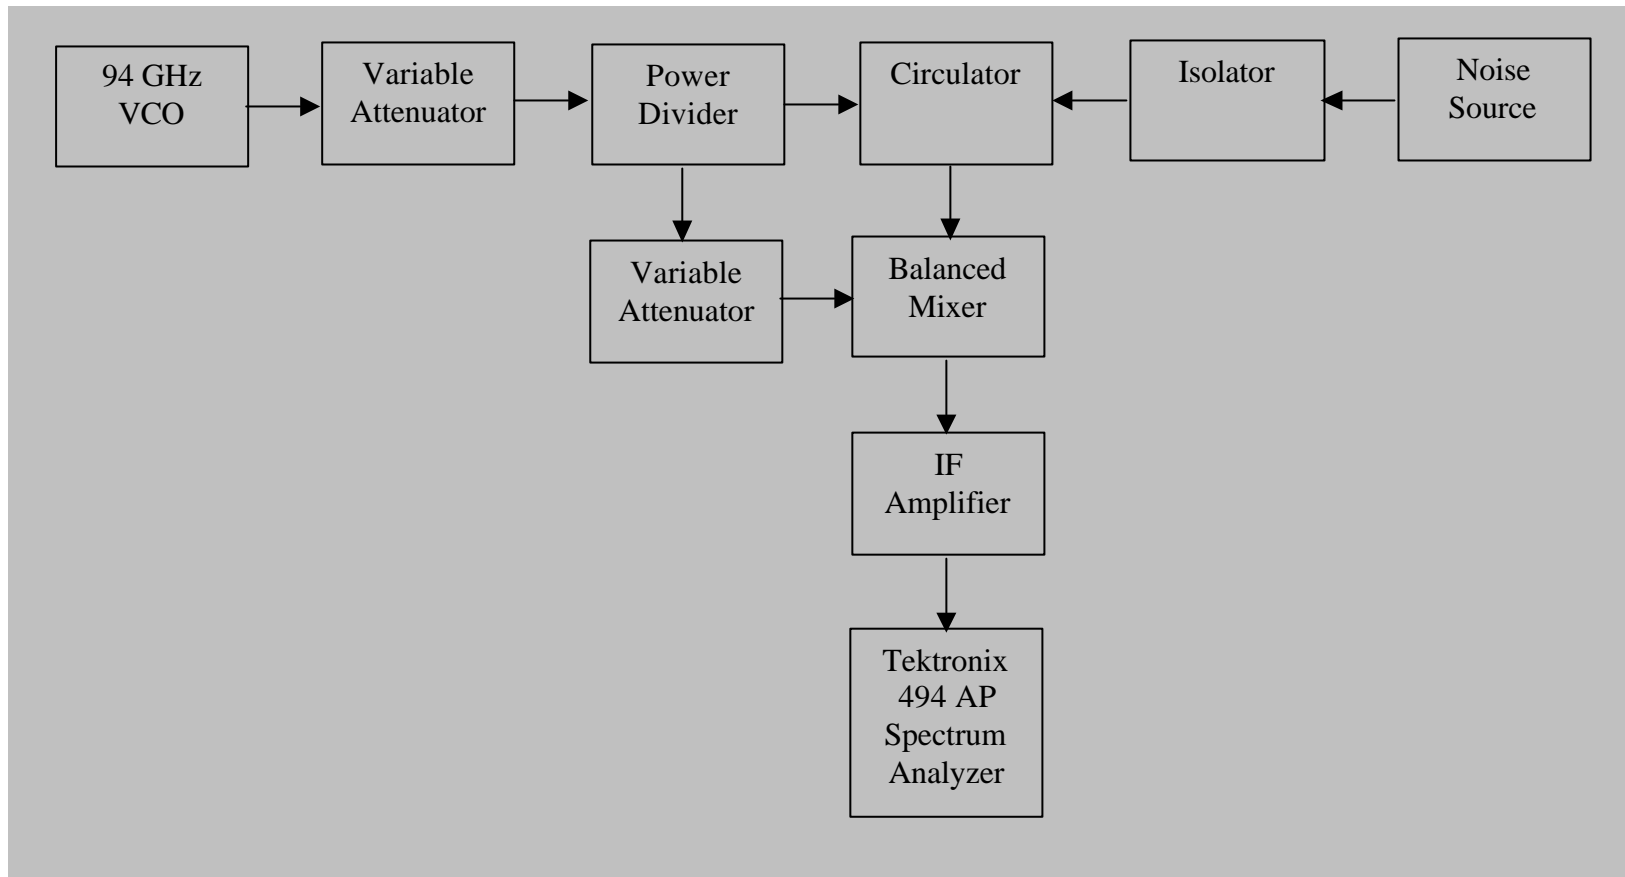 94 GHz
VCO
Variable
Attenuator
Power
Divider
Circulator
Isolator
Noise
Source
Variable
Attenuator
Balanced
Mixer
IF
Amplifier
Tektronix
494 AP
Spectrum
Analyzer